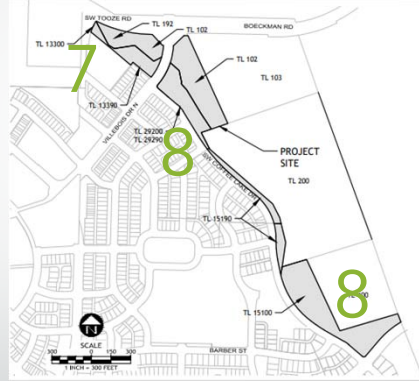 SW TOOZE RD
BOECKMAN RD
TL 13300
TL 192
TL 102
7
TL 102
TL 103
TL 13390
VILLEBOIS DR N
TL 29200
TL 29290
8
PROJECT
SITE
TL 200
SW COFFEE LAKE DR
TL 15190
8
TL 15100
N
SCALE
300 0 150 300
1 INCH = 300 FEET
BARBER ST